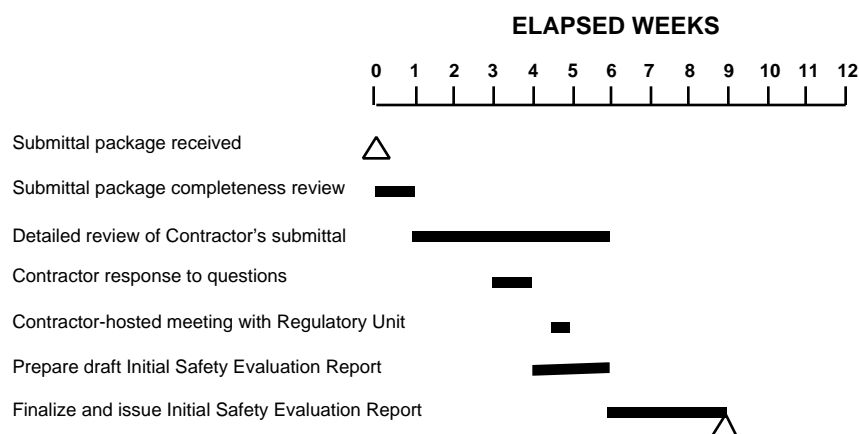 ELAPSED WEEKS
0 1 2 3 4 5 6 7 8 9 10 11 12
Submittal package received
Submittal package completeness review
Detailed review of Contractor’s submittal
Contractor response to questions
Contractor-hosted meeting with Regulatory Unit
Prepare draft Initial Safety Evaluation Report
Finalize and issue Initial Safety Evaluation Report